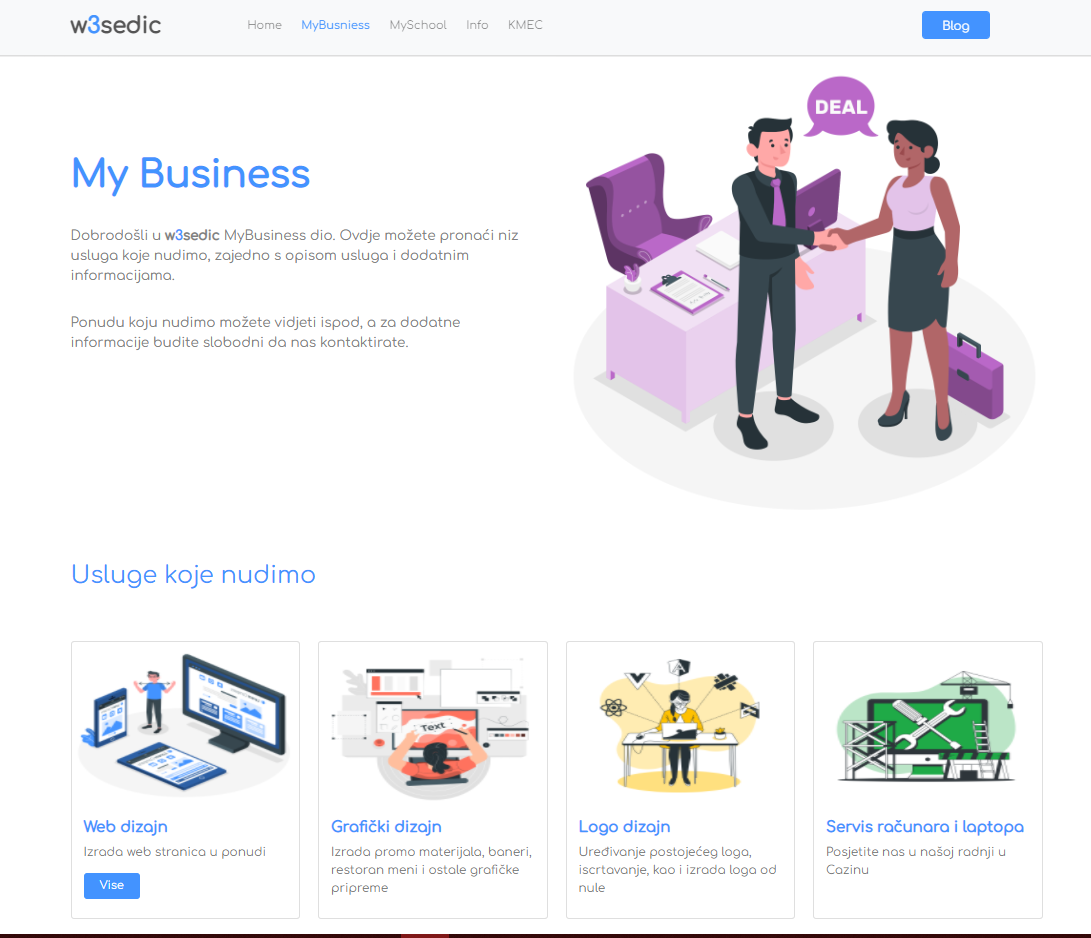 w3sedic
Home MyBusniess MySchool Info KMEC
Blog
DEAL
My Business
Dobrodošli u w3sedic MyBusiness dio. Ovdje možete pronaći niz
usluga koje nudimo, zajedno s opisom usluga i dodatnim
informacijama.
Ponudu koju nudimo možete vidjeti ispod, a za dodatne
informacije budite slobodni da nas kontaktirate.
Usluge koje nudimo
Text
Web dizajn
Izrada web stranica u ponudi
Vise
Grafički dizajn
Izrada promo materijala, baneri,
restoran meni i ostale grafičke
pripreme
Logo dizajn
Uređivanje postojećeg loga,
iscrtavanje, kao i izrada loga od
nule
Servis računara i laptopa
Posjetite nas u našoj radnji u
Cazinu